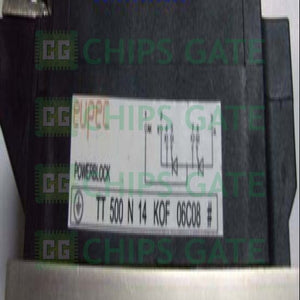 CHIPS GATE
eupec
POWERBLOCK
TT 500 N 14 KOF 06C08 #
CHIPS GATE
CHIPS GATE
CHIPS GATE